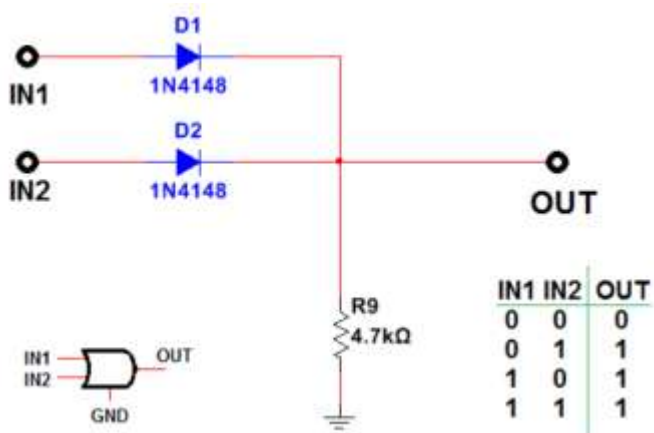 D1
1N4148
IN1
D2
1N4148
IN2
OUT
R9
4.7kΩ
IN1 IN2 OUT
0 0 0
0 1 1
1 0 1
1 1 1
IN1
IN2
OUT
GND